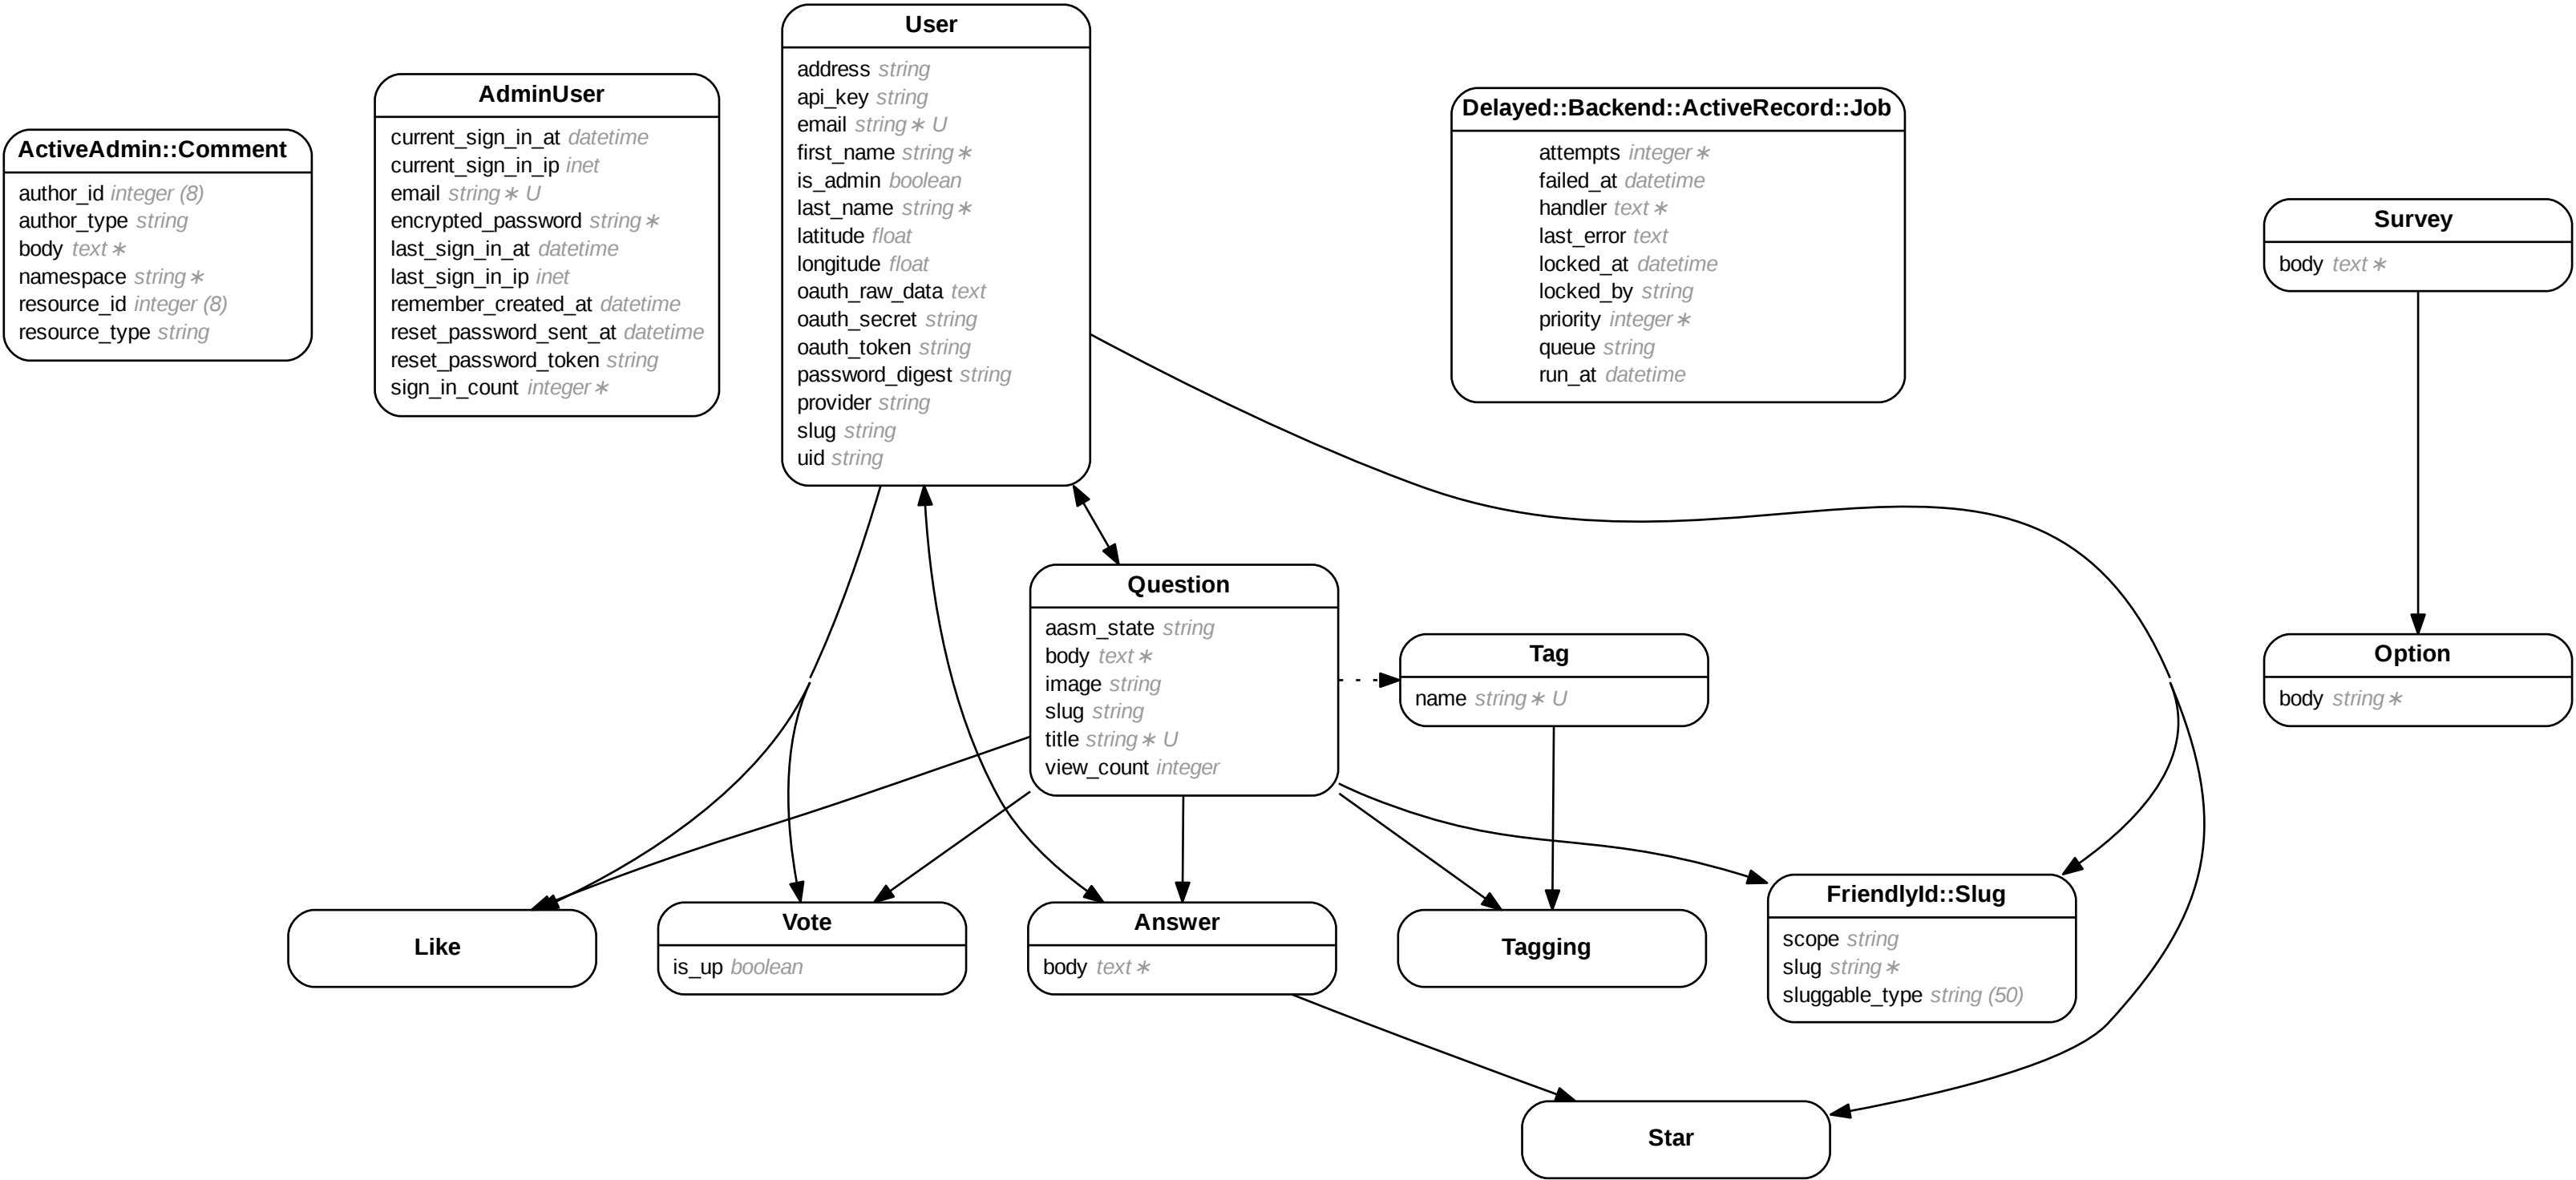 User
address string
api_key string
email string∗ U
first_name string∗
is_admin boolean
last_name string∗
latitude float
longitude float
oauth_raw_data text
oauth_secret string
oauth_token string
password_digest string
provider string
slug string
uid string
AdminUser
current_sign_in_at datetime
current_sign_in_ip inet
email string∗ U
encrypted_password string∗
last_sign_in_at datetime
last_sign_in_ip inet
remember_created_at datetime
reset_password_sent_at datetime
reset_password_token string
sign_in_count integer∗
ActiveAdmin::Comment
author_id integer (8)
author_type string
body text∗
namespace string∗
resource_id integer (8)
resource_type string
Delayed::Backend::ActiveRecord::Job
attempts integer∗
failed_at datetime
handler text∗
last_error text
locked_at datetime
locked_by string
priority integer∗
queue string
run_at datetime
Survey
body text∗
Question
aasm_state string
body text∗
image string
slug string
title string∗ U
view_count integer
Tag
name string∗ U
Option
body string∗
Like
Vote
is_up boolean
Answer
body text∗
Tagging
FriendlyId::Slug
scope string
slug string∗
sluggable_type string (50)
Star